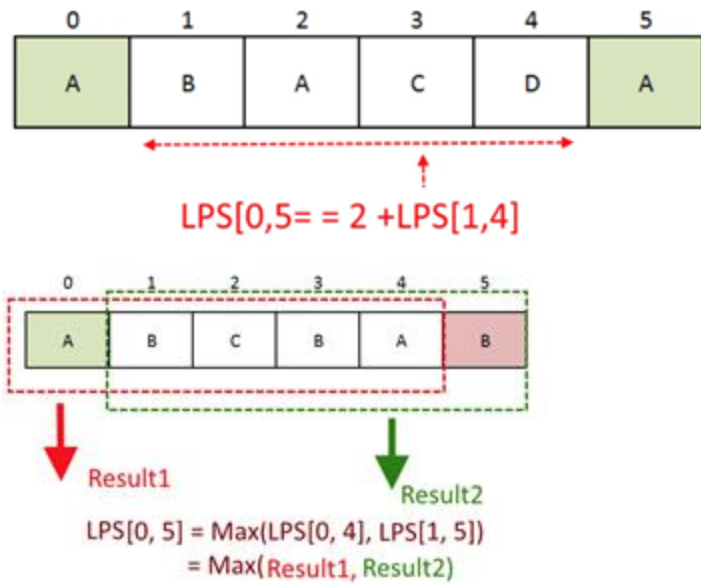 0 1 2 3 4 5
A B A C D A
LPS[0,5= = 2 +LPS[1,4]
0 1 2 3 4 5
A B C B A B
Result1
Result2
LPS[0, 5] = Max(LPS[0, 4], LPS[1, 5])
= Max(Result1, Result2)